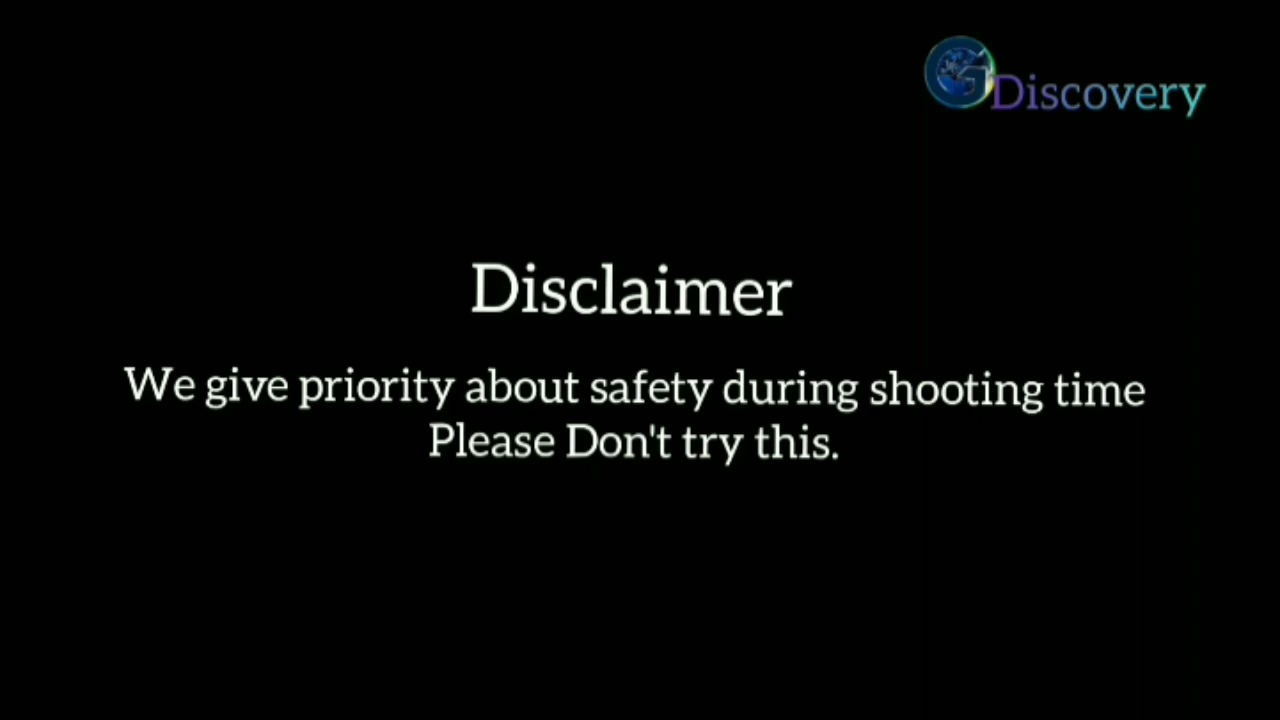 G Discovery
Disclaimer
We give priority about safety during shooting time
Please Don't try this.